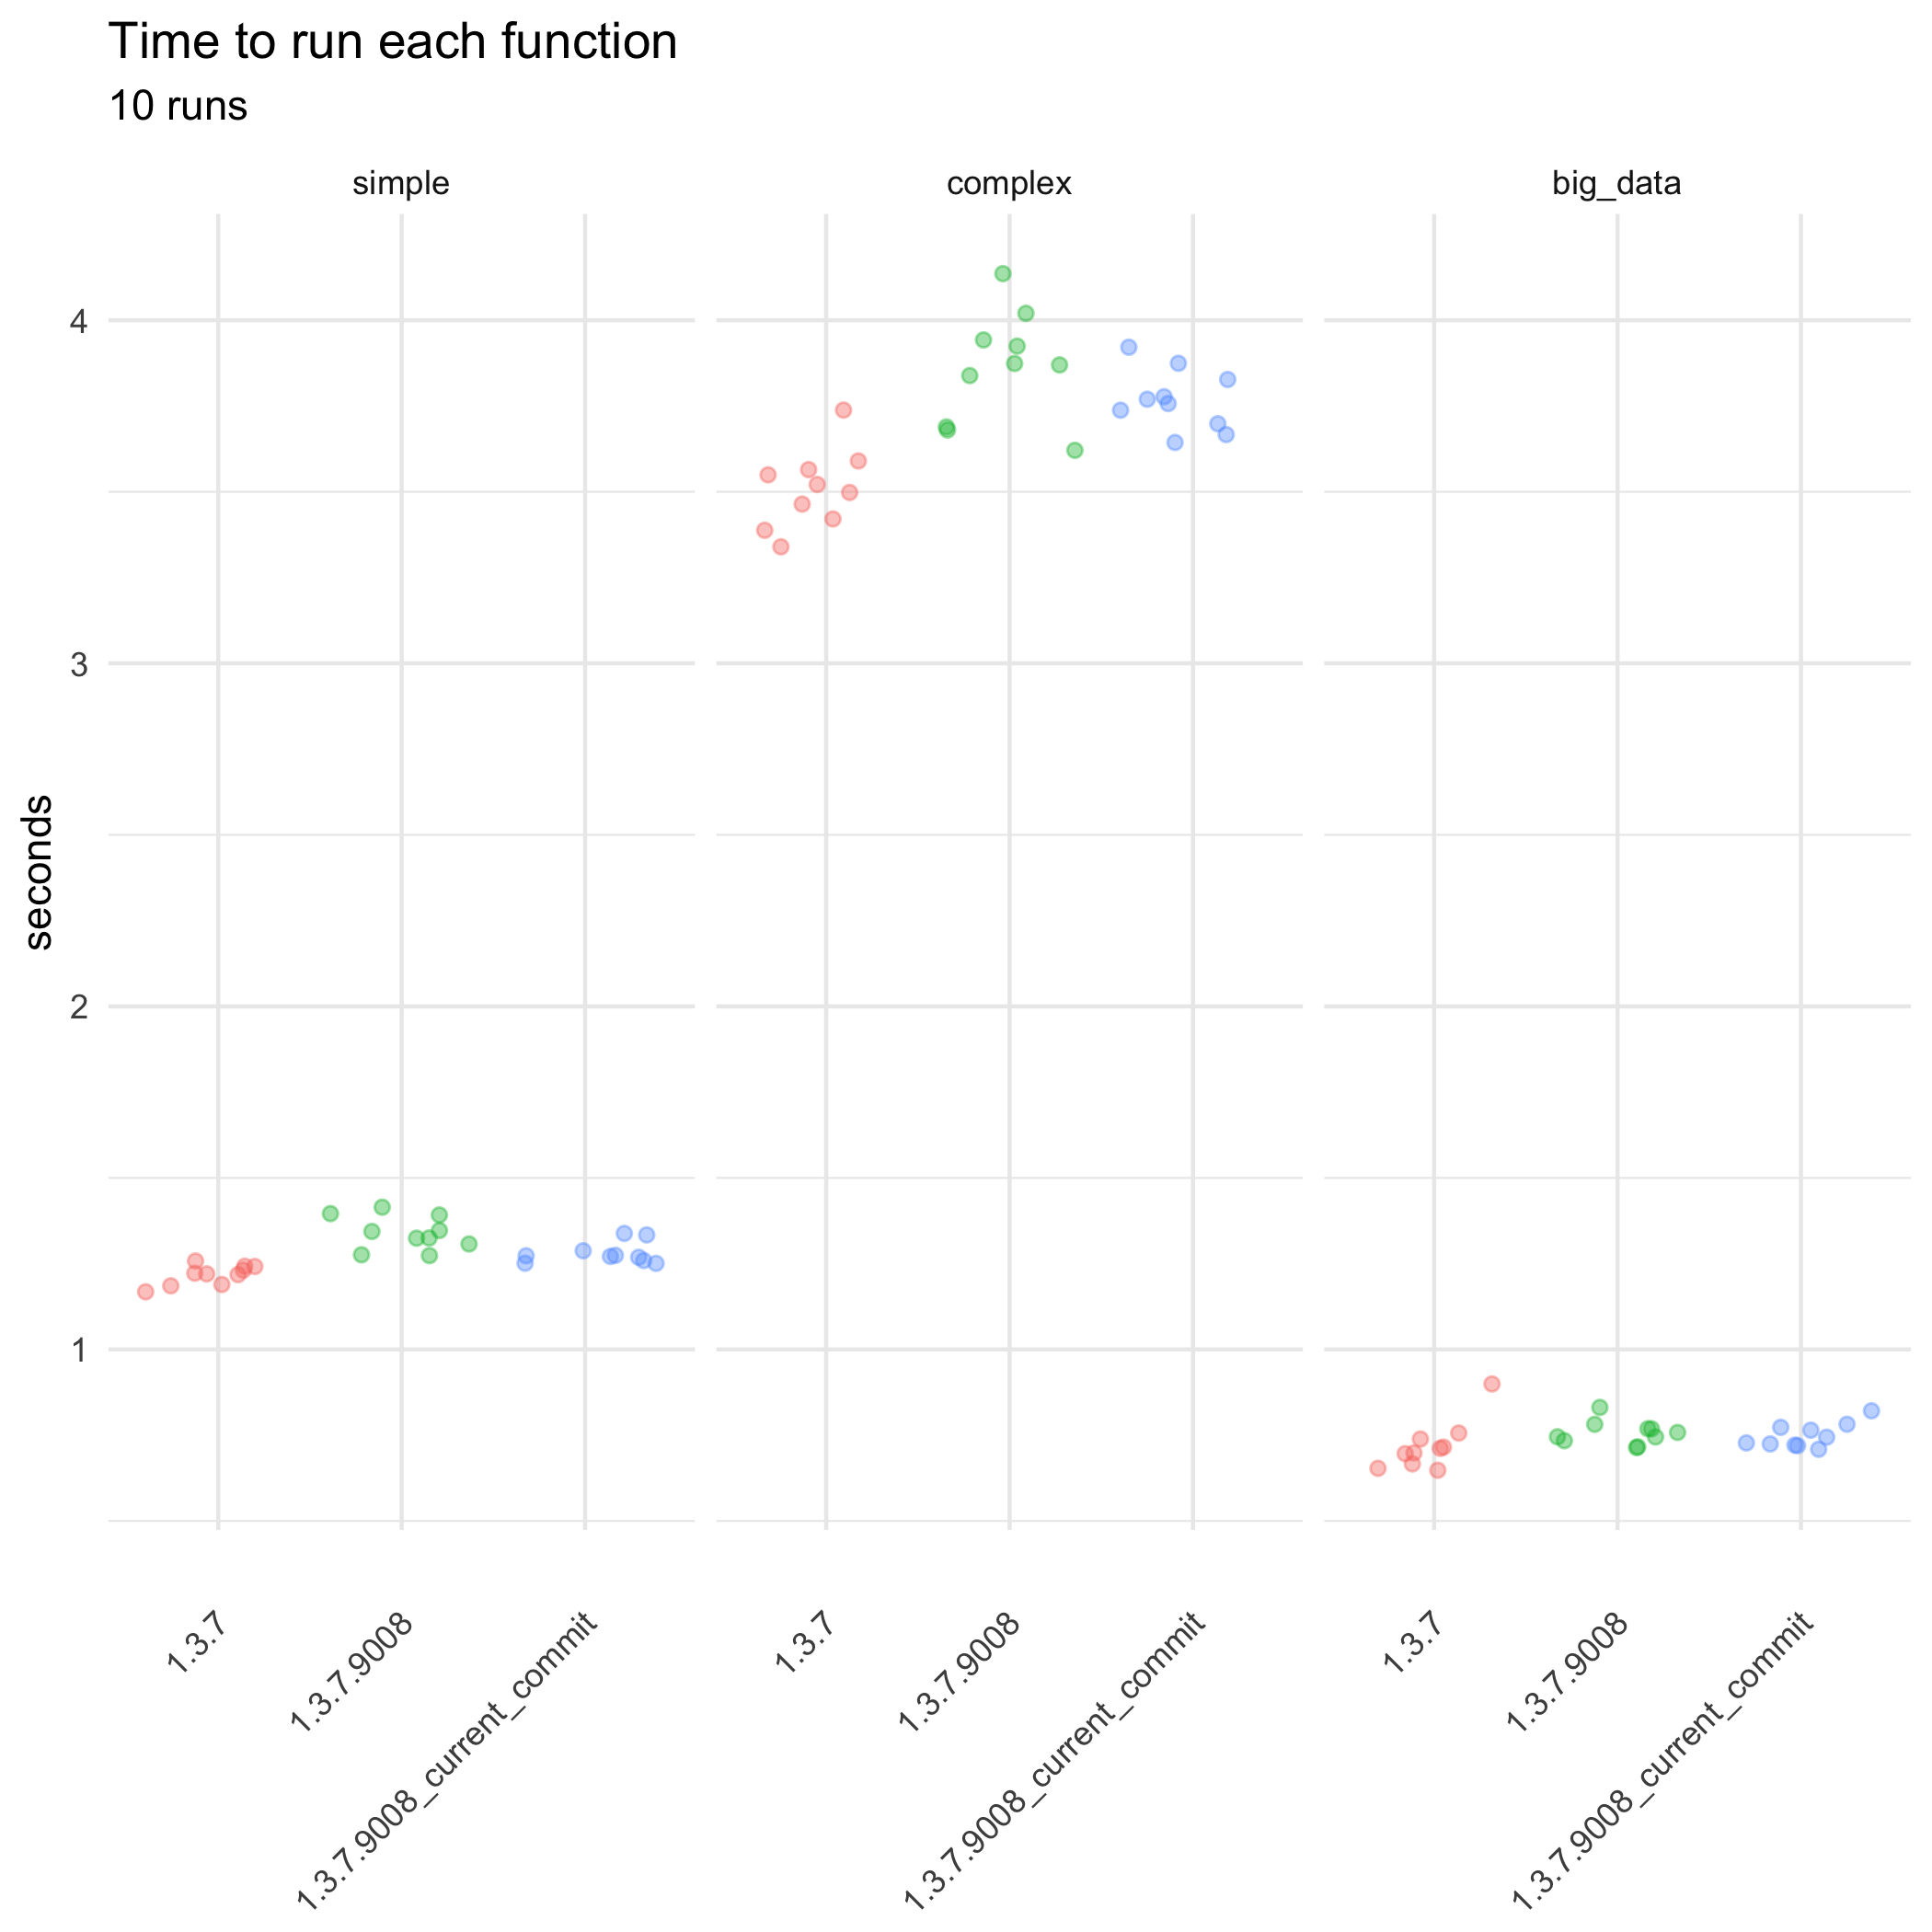 Time to run each function
10 runs
simple
complex
big_data
seconds
4
3
2
1
1.3.7
1.3.7.9008
1.3.7.9008_current_commit
1.3.7
1.3.7.9008
1.3.7.9008_current_commit
1.3.7
1.3.7.9008
1.3.7.9008_current_commit